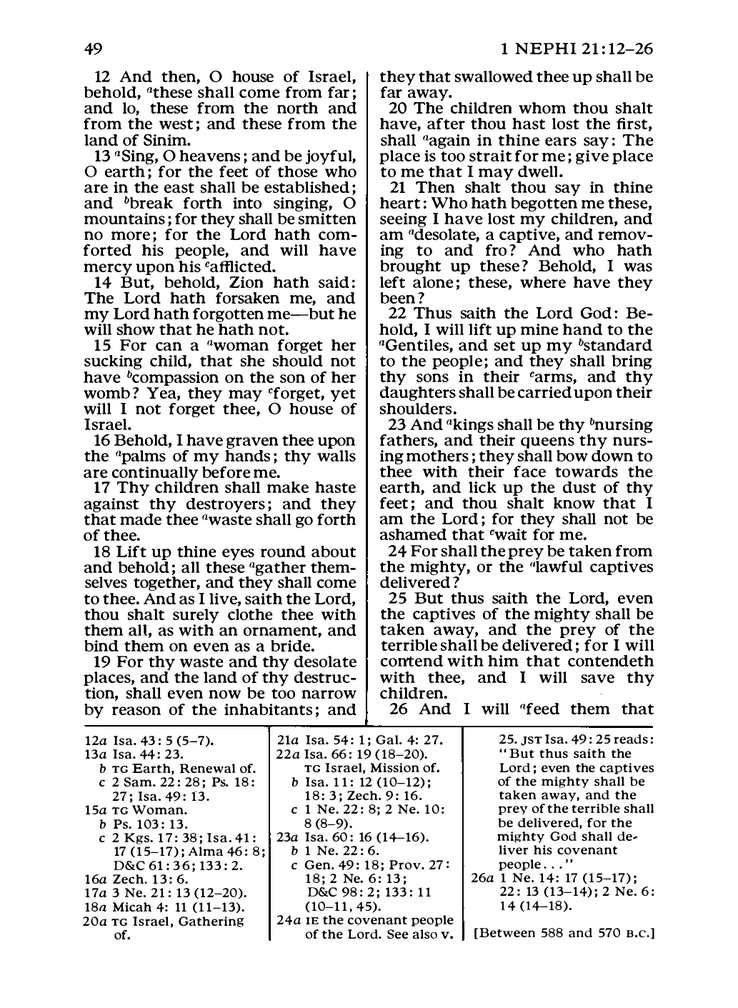 49
1 NEPHI 21:12–26
12 And then, O house of Israel,
behold, ᵃthese shall come from far;
and lo, these from the north and
from the west; and these from the
land of Sinim.
13 ᵃSing, O heavens; and be joyful,
O earth; for the feet of those who
are in the east shall be established;
and ᵇbreak forth into singing, O
mountains; for they shall be smitten
no more; for the Lord hath com-
forted his people, and will have
mercy upon his ᶜafflicted.
14 But, behold, Zion hath said:
The Lord hath forsaken me, and
my Lord hath forgotten me—but he
will show that he hath not.
15 For can a ᵃwoman forget her
sucking child, that she should not
have ᵇcompassion on the son of her
womb? Yea, they may ᶜforget, yet
will I not forget thee, O house of
Israel.
16 Behold, I have graven thee upon
the ᵃpalms of my hands; thy walls
are continually before me.
17 Thy children shall make haste
against thy destroyers; and they
that made thee ᵃwaste shall go forth
of thee.
18 Lift up thine eyes round about
and behold; all these ᵃgather them-
selves together, and they shall come
to thee. And as I live, saith the Lord,
thou shalt surely clothe thee with
them all, as with an ornament, and
bind them on even as a bride.
19 For thy waste and thy desolate
places, and the land of thy destruc-
tion, shall even now be too narrow
by reason of the inhabitants; and
they that swallowed thee up shall be
far away.
20 The children whom thou shalt
have, after thou hast lost the first,
shall ᵃagain in thine ears say: The
place is too strait for me; give place
to me that I may dwell.
21 Then shalt thou say in thine
heart: Who hath begotten me these,
seeing I have lost my children, and
am ᵃdesolate, a captive, and remov-
ing to and fro? And who hath
brought up these? Behold, I was
left alone; these, where have they
been?
22 Thus saith the Lord God: Be-
hold, I will lift up mine hand to the
ᵃGentiles, and set up my ᵇstandard
to the people; and they shall bring
thy sons in their ᶜarms, and thy
daughters shall be carried upon their
shoulders.
23 And ᵃkings shall be thy ᵇnursing
fathers, and their queens thy nurs-
ing mothers; they shall bow down to
thee with their face towards the
earth, and lick up the dust of thy
feet; and thou shalt know that I
am the Lord; for they shall not be
ashamed that ᶜwait for me.
24 For shall the prey be taken from
the mighty, or the ᵃlawful captives
delivered?
25 But thus saith the Lord, even
the captives of the mighty shall be
taken away, and the prey of the
terrible shall be delivered; for I will
contend with him that contendeth
with thee, and I will save thy
children.
26 And I will ᵃfeed them that
12a Isa. 43: 5 (5–7).
13a Isa. 44: 23.
b TG Earth, Renewal of.
c 2 Sam. 22: 28; Ps. 18:
27; Isa. 49: 13.
15a TG Woman.
b Ps. 103: 13.
c 2 Kgs. 17: 38; Isa. 41:
17 (15–17); Alma 46: 8;
D&C 61: 36; 133: 2.
16a Zech. 13: 6.
17a 3 Ne. 21: 13 (12–20).
18a Micah 4: 11 (11–13).
20a TG Israel, Gathering
of.
21a Isa. 54: 1; Gal. 4: 27.
22a Isa. 66: 19 (18–20).
TG Israel, Mission of.
b Isa. 11: 12 (10–12);
18: 3; Zech. 9: 16.
c 1 Ne. 22: 8; 2 Ne. 10:
8 (8–9).
23a Isa. 60: 16 (14–16).
b 1 Ne. 22: 6.
c Gen. 49: 18; Prov. 27:
18; 2 Ne. 6: 13;
D&C 98: 2; 133: 11
(10–11, 45).
24a IE the covenant people
of the Lord. See also v.
25. JST Isa. 49: 25 reads:
"But thus saith the
Lord; even the captives
of the mighty shall be
taken away, and the
prey of the terrible shall
be delivered, for the
mighty God shall de-
liver his covenant
people..."
26a 1 Ne. 14: 17 (15–17);
22: 13 (13–14); 2 Ne. 6:
14 (14–18).
[Between 588 and 570 B.C.]